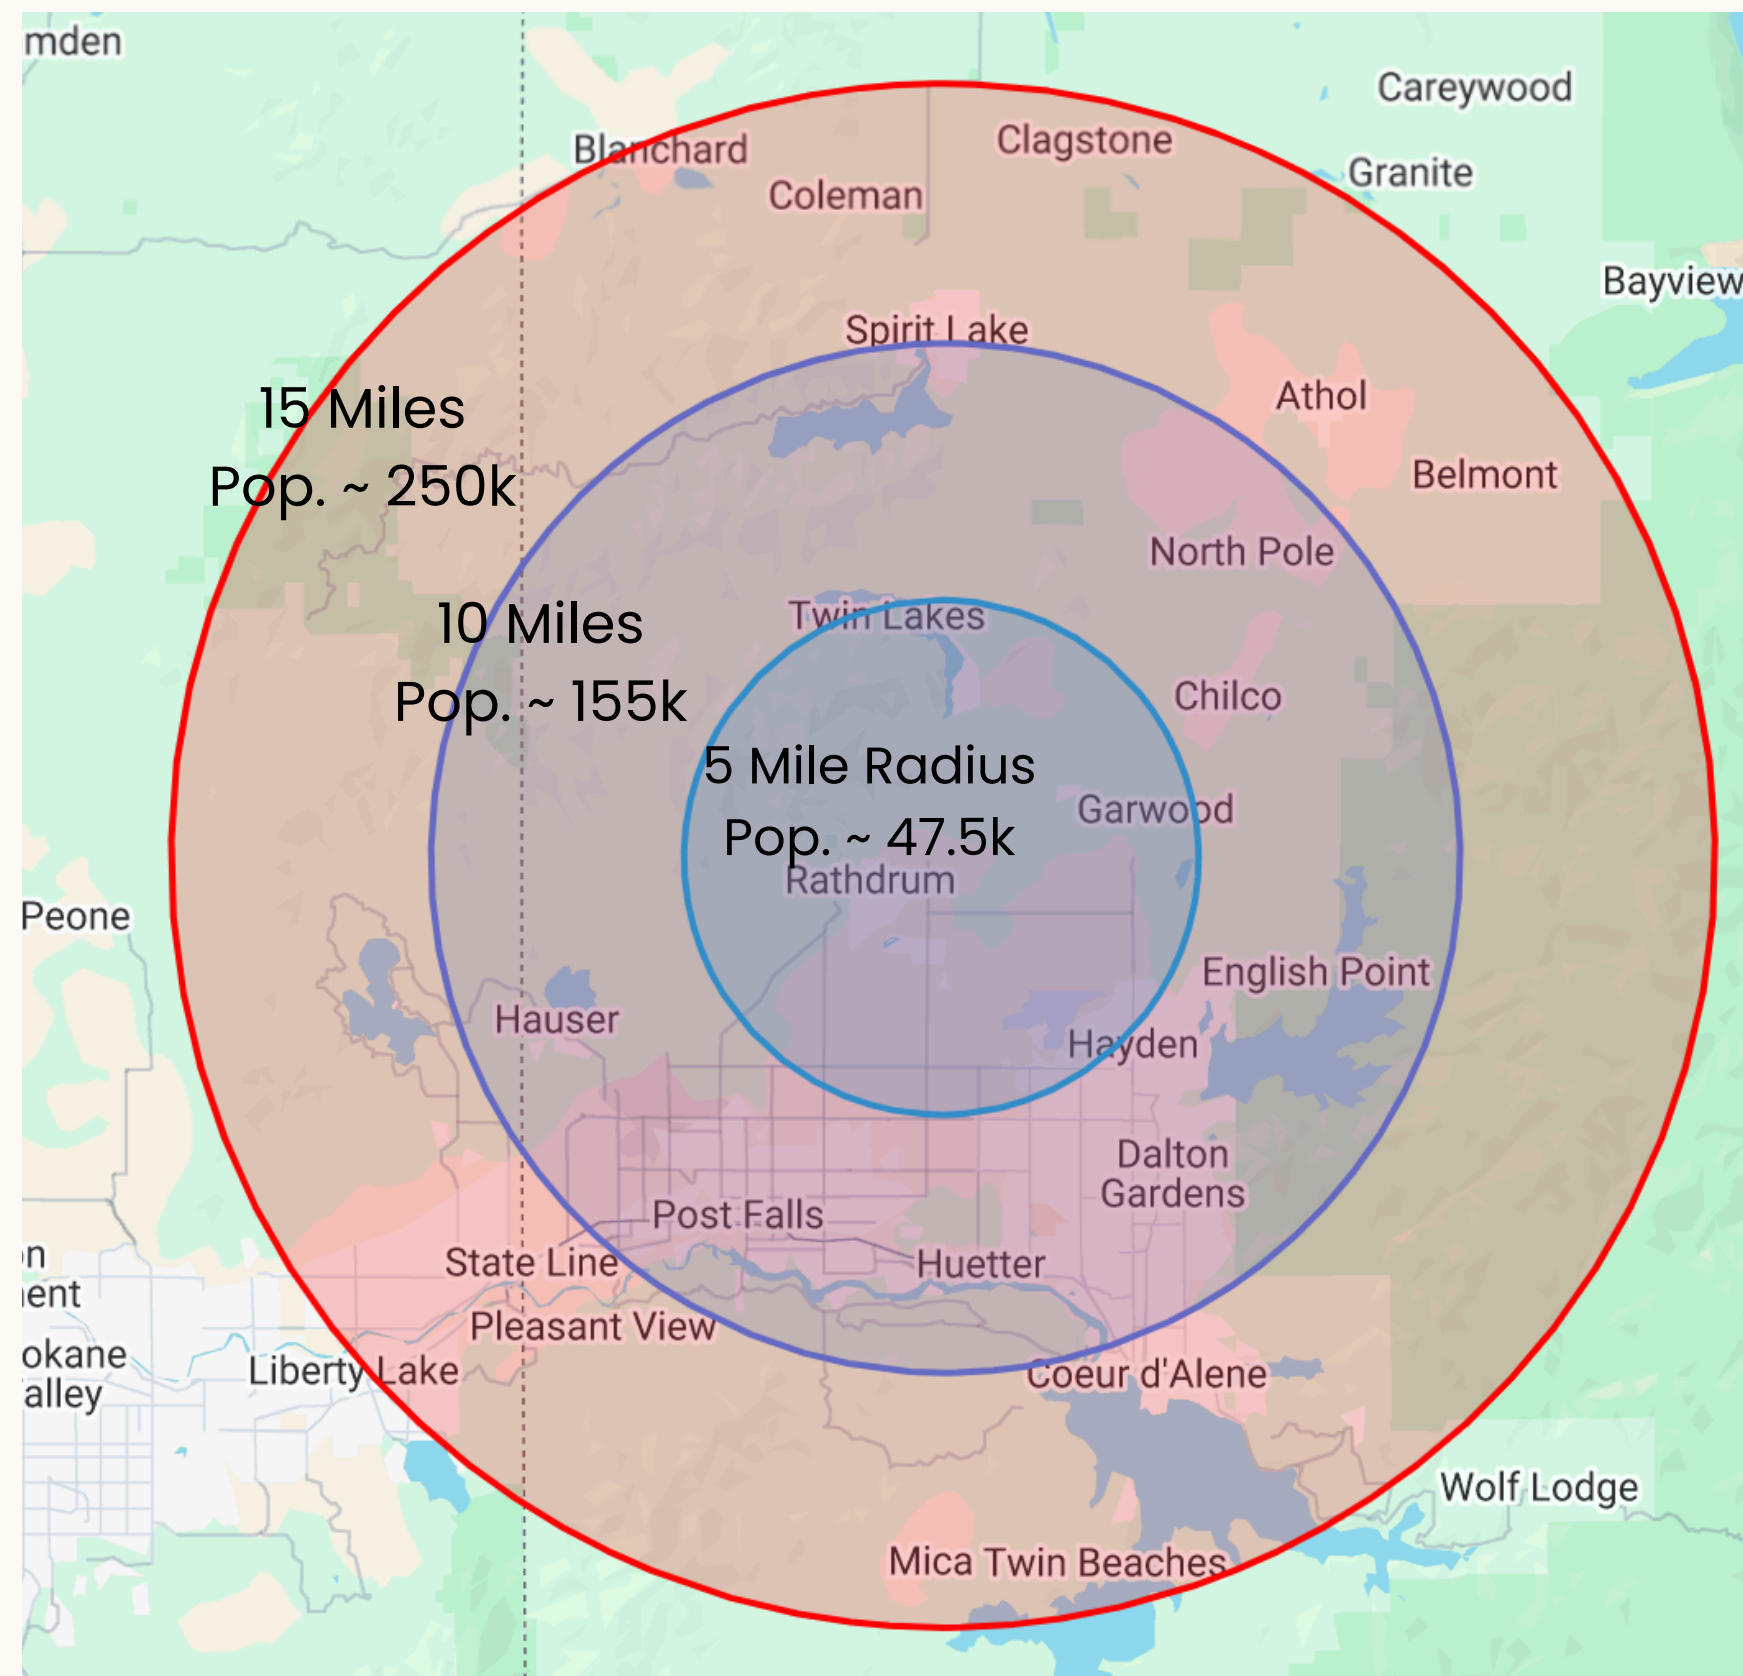 mden
Careywood
Clagstone
Blanchard
Granite
Coleman
Bayview
Spirit Lake
Athol
15 Miles
Pop. ~ 250k
Belmont
North Pole
10 Miles
Pop. ~ 155k
Twin Lakes
Chilco
5 Mile Radius
Pop. ~ 47.5k
Garwood
Rathdrum
Peone
English Point
Hauser
Hayden
Dalton
Gardens
Post Falls
State Line
Huetter
n
ent
Pleasant View
okane
alley
Liberty Lake
Coeur d'Alene
Wolf Lodge
Mica
Twin Beaches